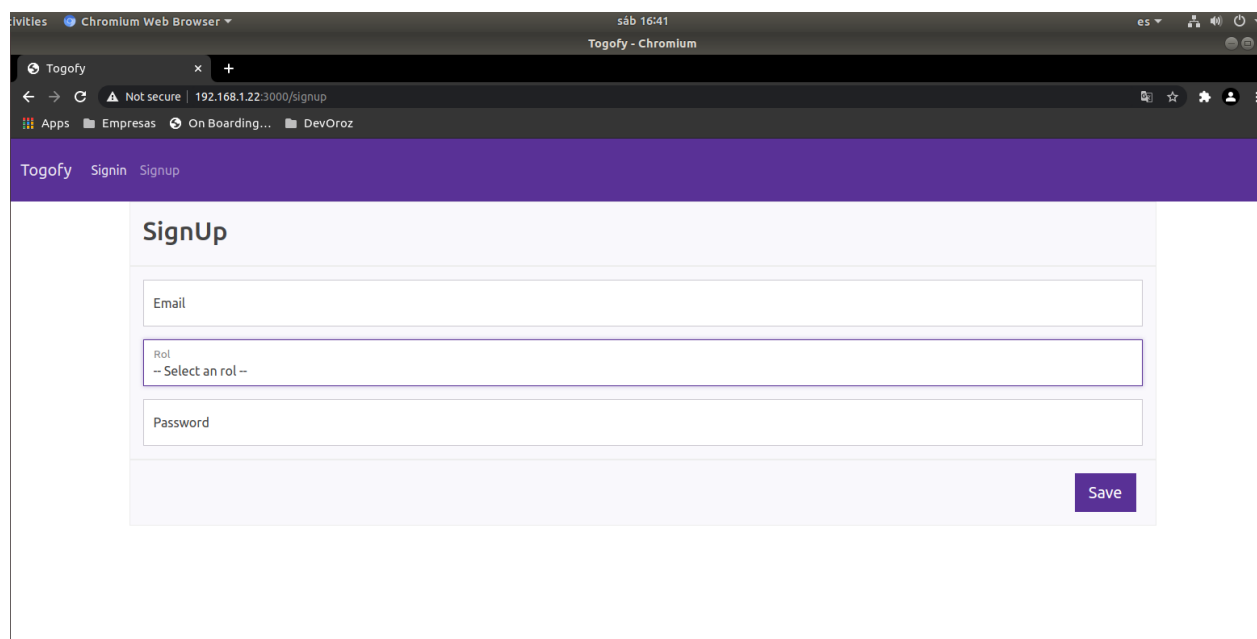 ivities Chromium Web Browser sáb 16:41 es
Togofy - Chromium
Togofy × +
Not secure | 192.168.1.22:3000/signup
Apps Empresas On Boarding... DevOroz
Togofy Signin Signup
SignUp
Email
Rol
-- Select an rol --
Password
Save